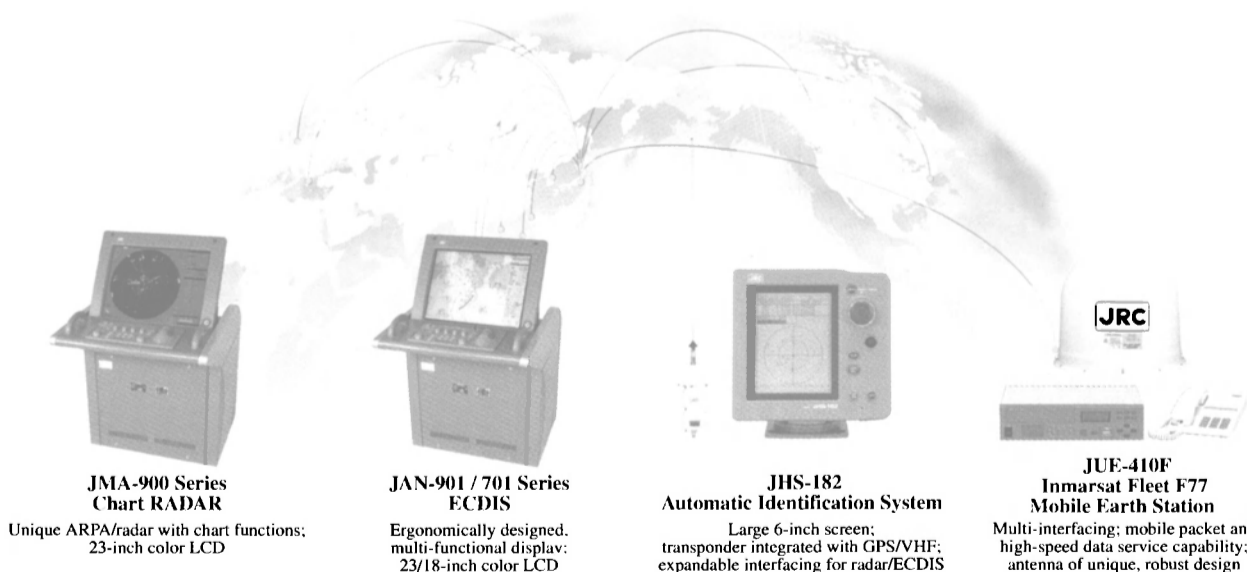 JRC
JMA-900 Series
Chart RADAR
Unique ARPA/radar with chart functions;
23-inch color LCD
JAN-901 / 701 Series
ECDIS
Ergonomically designed.
multi-functional display:
23/18-inch color LCD
JHS-182
Automatic Identification System
Large 6-inch screen;
transponder integrated with GPS/VHF;
expandable interfacing for radar/ECDIS
JUE-410F
Inmarsat Fleet F77
Mobile Earth Station
Multi-interfacing; mobile packet an
high-speed data service capability;
antenna of unique, robust design